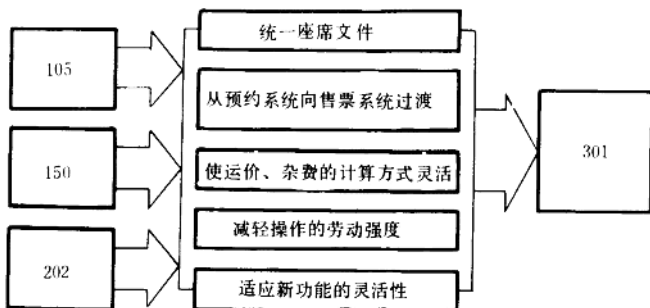 统一座席文件
105
从预约系统向售票系统过渡
150
使运价、杂费的计算方式灵活
301
减轻操作的劳动强度
202
适应新功能的灵活性